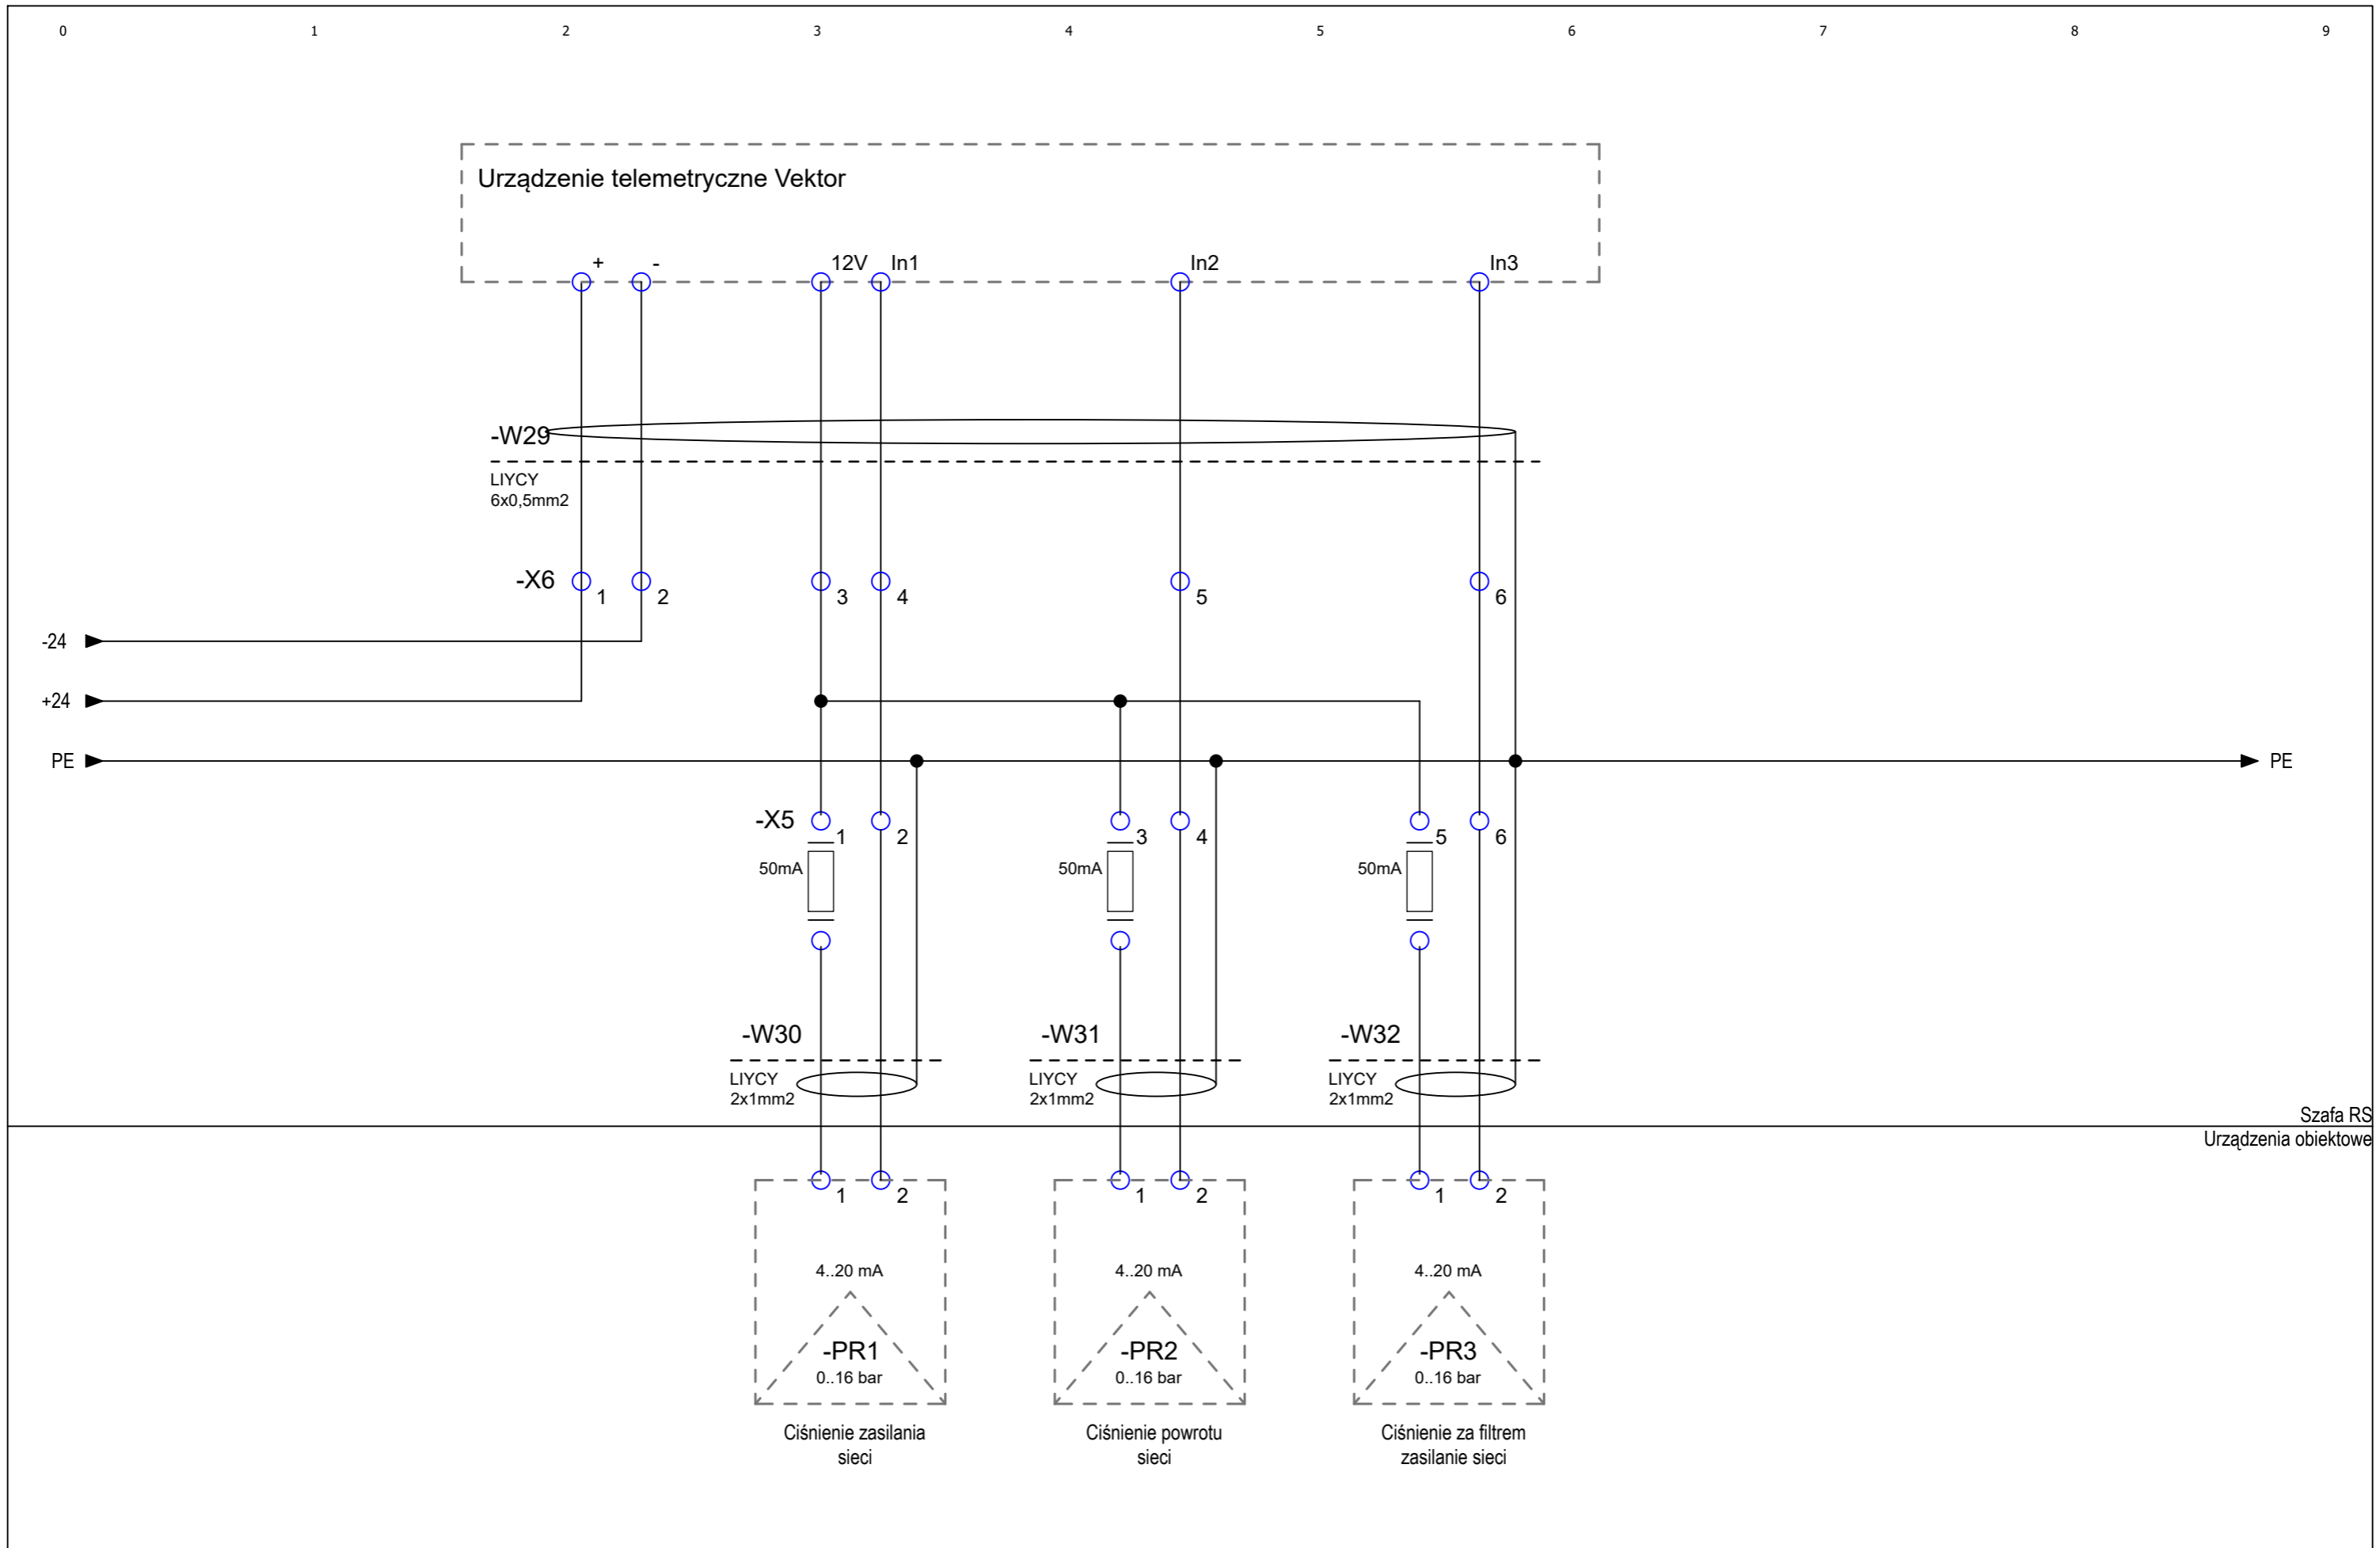 0 1 2 3 4 5 6 7 8 9
Urządzenie telemetryczne Vektor
+ - 12V In1 In2 In3
-W29
LIYCY
6x0,5mm2
-X6 1 2 3 4 5 6
-24
+24
PE PE
-X5 1 2 3 4 5 6
50mA 50mA 50mA
-W30 -W31 -W32
LIYCY LIYCY LIYCY
2x1mm2 2x1mm2 2x1mm2
Szafa RS
Urządzenia obiektowe
1 2 1 2 1 2
4..20 mA 4..20 mA 4..20 mA
-PR1 -PR2 -PR3
0..16 bar 0..16 bar 0..16 bar
Ciśnienie zasilania Ciśnienie powrotu Ciśnienie za filtrem
sieci sieci zasilanie sieci